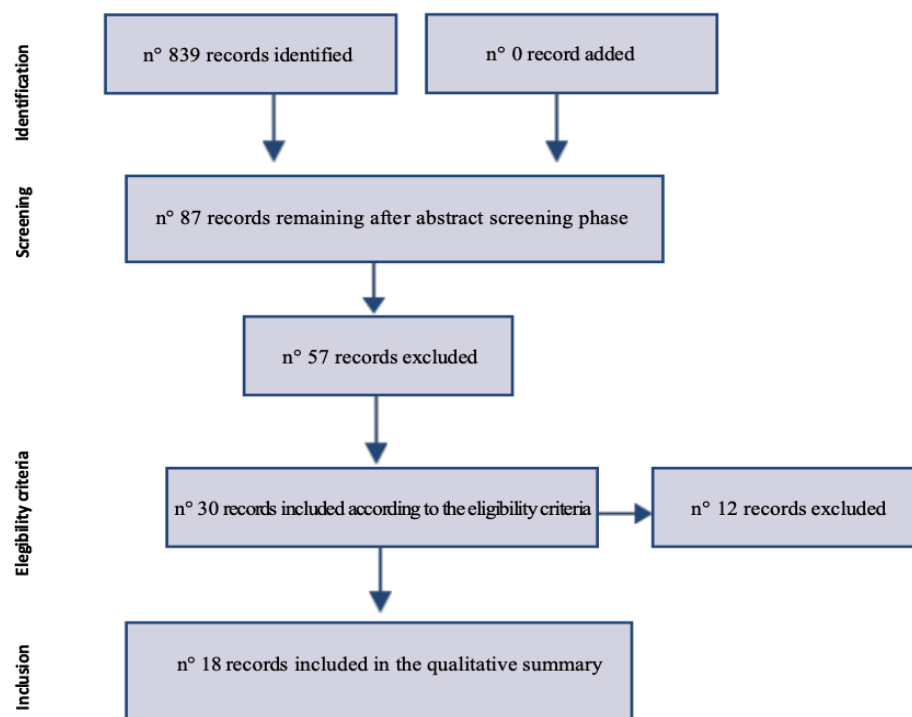 Identification
n° 839 records identified
n° 0 record added
Screening
n° 87 records remaining after abstract screening phase
n° 57 records excluded
Elegibility criteria
n° 30 records included according to the eligibility criteria
n° 12 records excluded
Inclusion
n° 18 records included in the qualitative summary